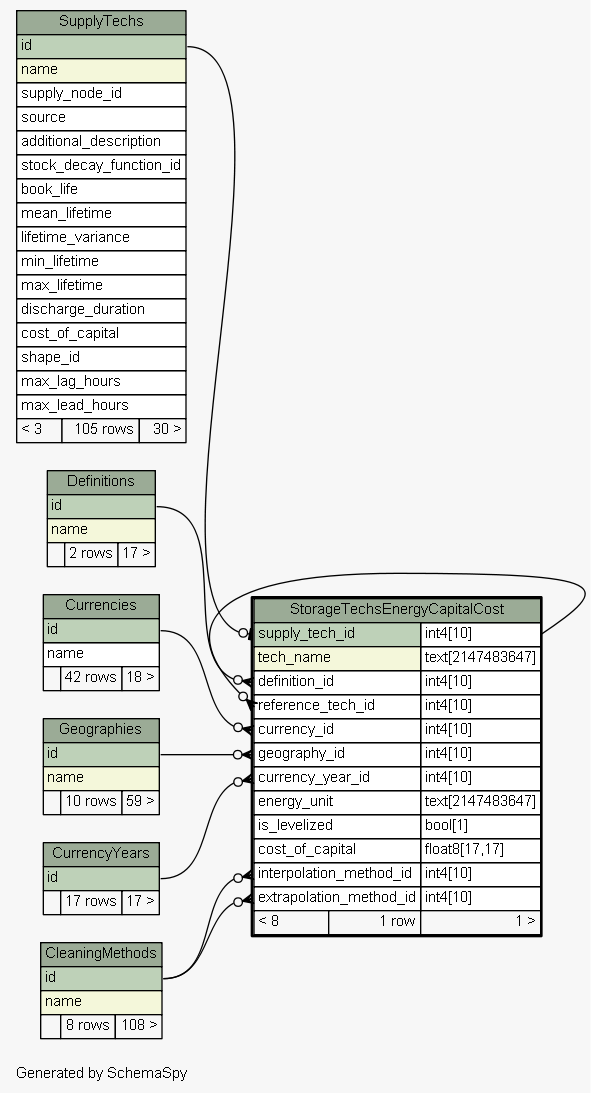 SupplyTechs
id
name
supply_node_id
source
additional_description
stock_decay_function_id
book_life
mean_lifetime
lifetime_variance
min_lifetime
max_lifetime
discharge_duration
cost_of_capital
shape_id
max_lag_hours
max_lead_hours
< 3 105 rows 30 >
Definitions
id
name
2 rows 17 >
Currencies
id
name
42 rows 18 >
Geographies
id
name
10 rows 59 >
CurrencyYears
id
17 rows 17 >
CleaningMethods
id
name
8 rows 108 >
StorageTechsEnergyCapitalCost
supply_tech_id int4[10]
tech_name text[2147483647]
definition_id int4[10]
reference_tech_id int4[10]
currency_id int4[10]
geography_id int4[10]
currency_year_id int4[10]
energy_unit text[2147483647]
is_levelized bool[1]
cost_of_capital float8[17,17]
interpolation_method_id int4[10]
extrapolation_method_id int4[10]
< 8 1 row 1 >
Generated by SchemaSpy